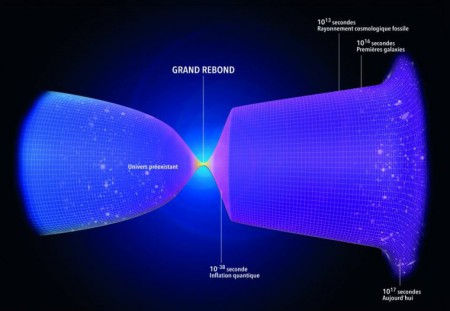 10¹³ secondes
Rayonnement cosmologique fossile
10¹⁶ secondes
Premières galaxies
GRAND REBOND
Univers préexistant
10⁻³⁸ seconde
Inflation quantique
10¹⁷ secondes
Aujourd'hui